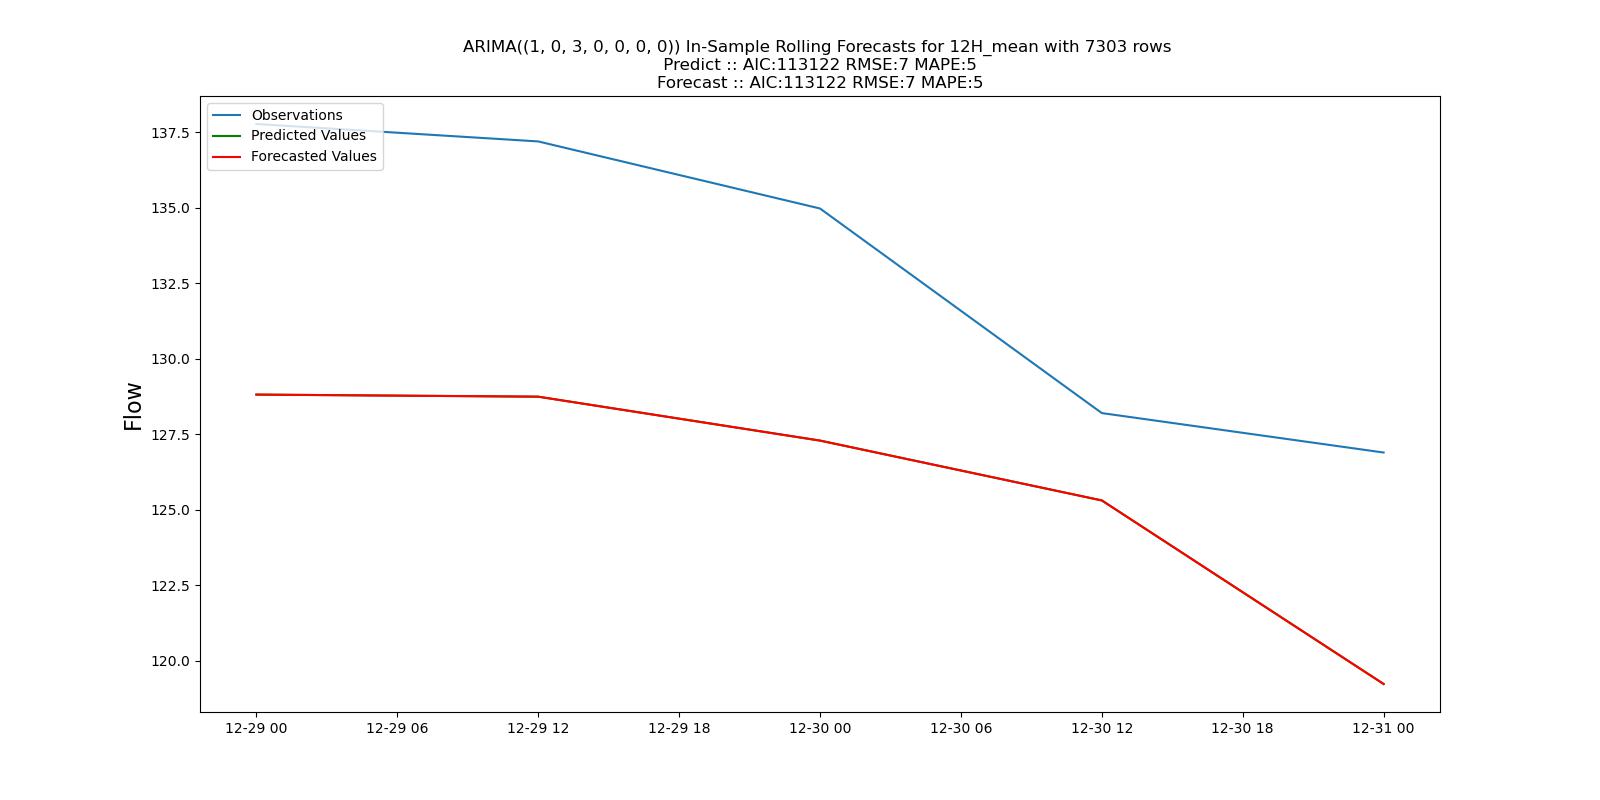 ARIMA((1, 0, 3, 0, 0, 0, 0)) In-Sample Rolling Forecasts for 12H_mean with 7303 rows
Predict :: AIC:113122 RMSE:7 MAPE:5
Forecast :: AIC:113122 RMSE:7 MAPE:5
Observations
Predicted Values
Forecasted Values
137.5
135.0
132.5
130.0
127.5
125.0
122.5
120.0
Flow
12-29 00
12-29 06
12-29 12
12-29 18
12-30 00
12-30 06
12-30 12
12-30 18
12-31 00